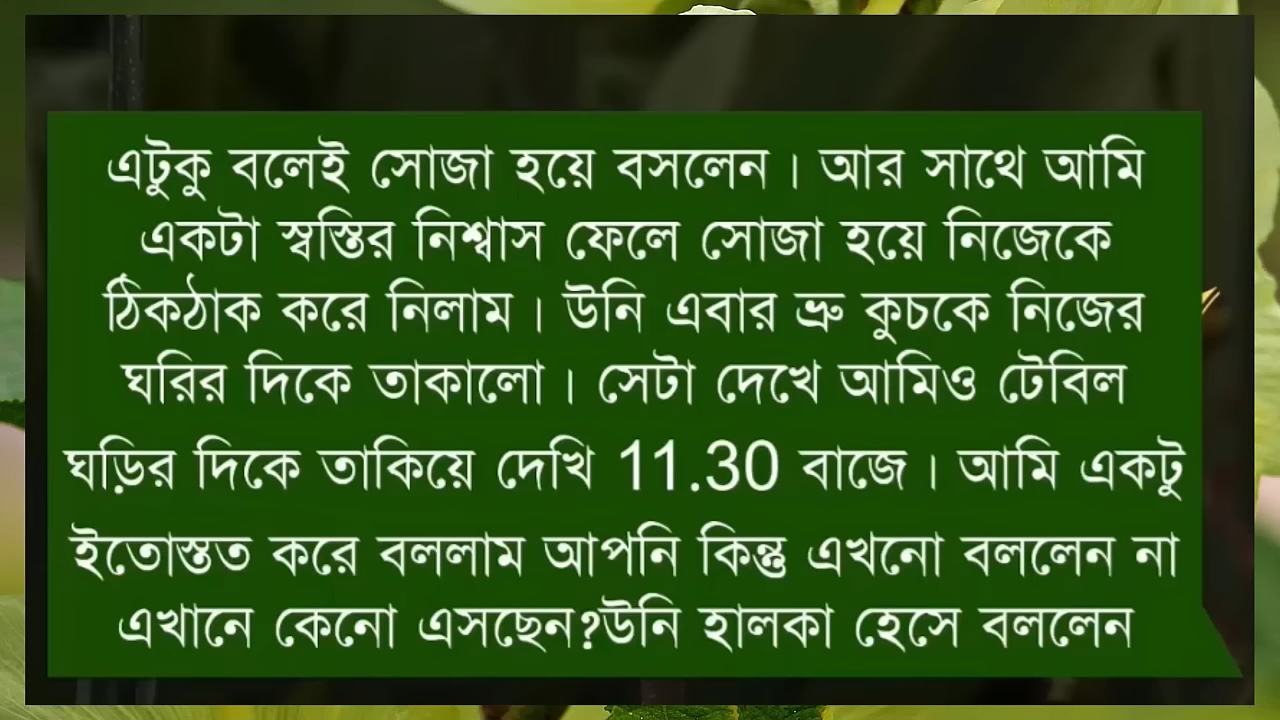 এটুকু বলেই সোজা হয়ে বসলেন। আর সাথে আমি
একটা স্বস্তির নিশ্বাস ফেলে সোজা হয়ে নিজেকে
ঠিকঠাক করে নিলাম। উনি এবার ভ্রু কুচকে নিজের
ঘরির দিকে তাকালো। সেটা দেখে আমিও টেবিল
ঘড়ির দিকে তাকিয়ে দেখি 11.30 বাজে। আমি একটু
ইতোস্তত করে বললাম আপনি কিন্তু এখনো বললেন না
এখানে কেনো এসছেন?উনি হালকা হেসে বললেন